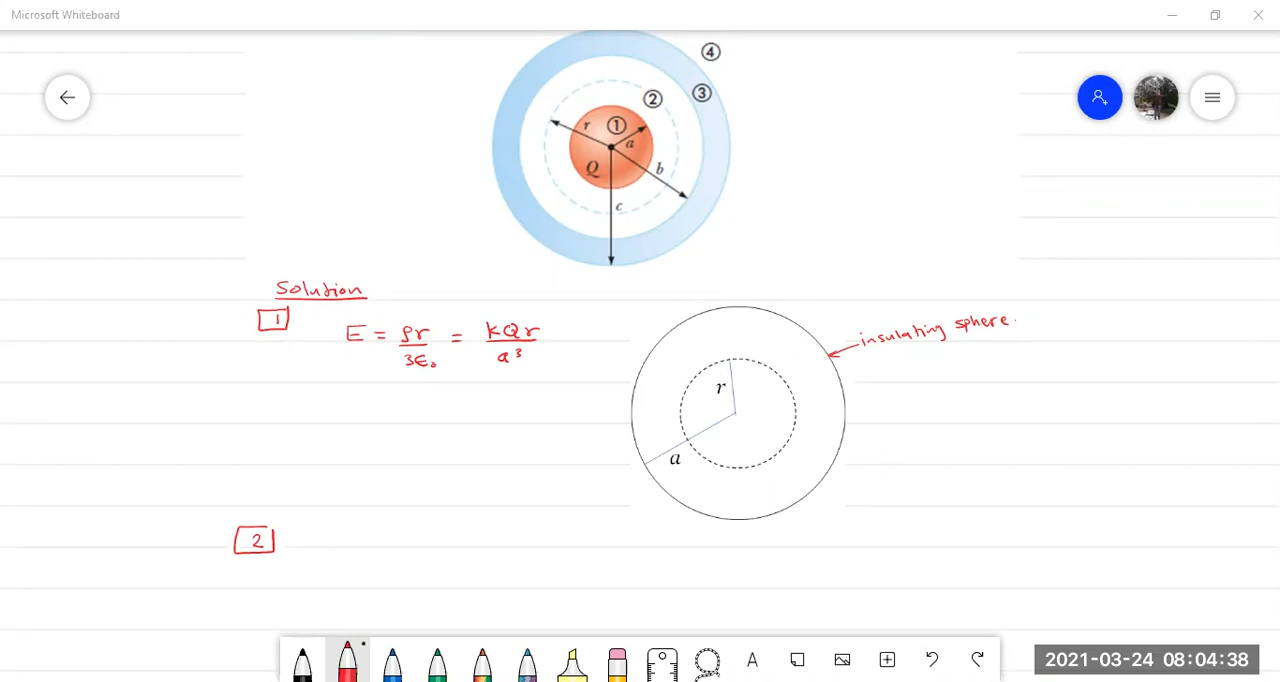 Microsoft Whiteboard
④
③
②
①
r
a
Q
b
c
Solution
1
E = ρr/3ε₀ = kQr/a³
insulating sphere.
r
a
2
A
2021-03-24 08:04:38